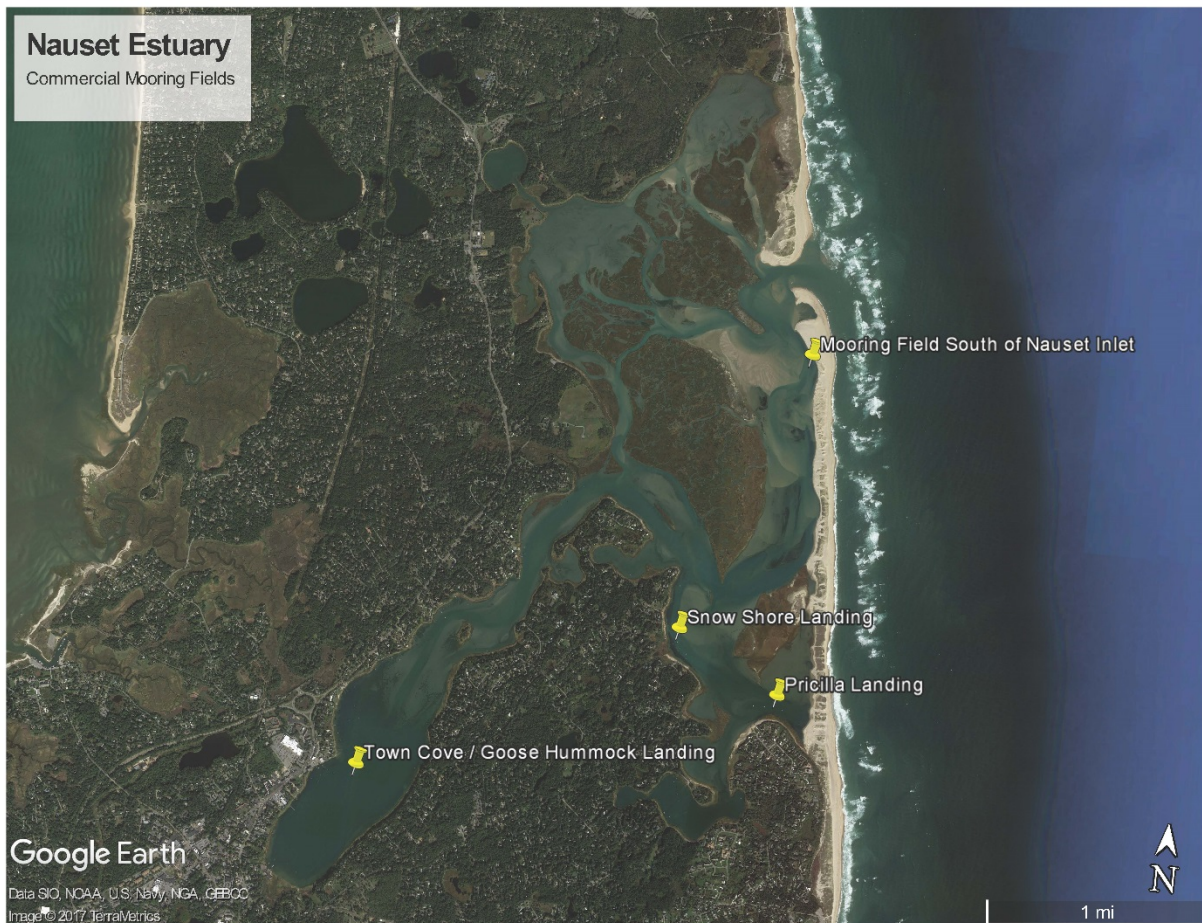 Nauset Estuary
Commercial Mooring Fields
Mooring Field South of Nauset Inlet
Snow Shore Landing
Pricilla Landing
Town Cove / Goose Hummock Landing
Google Earth
Data SIO, NOAA, U.S. Navy, NGA, GEBCO
Image © 2017 TerraMetrics
N
1 mi